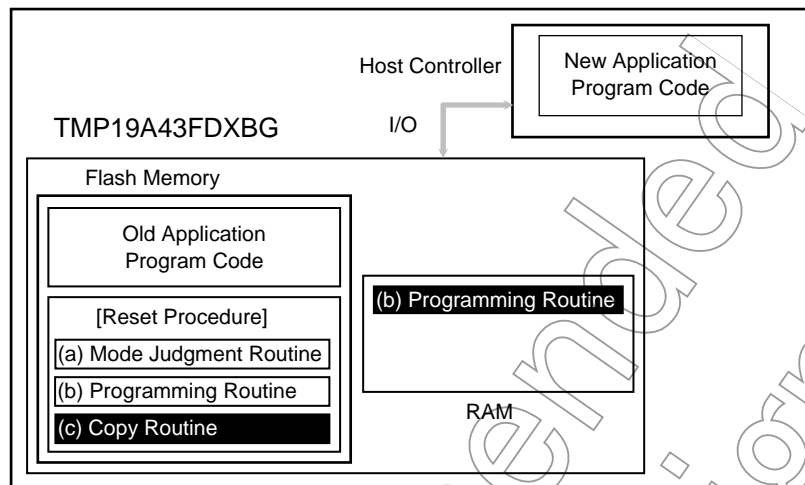 Host Controller
New Application
Program Code
I/O
TMP19A43FDXBG
Flash Memory
Old Application
Program Code
[Reset Procedure]
(a) Mode Judgment Routine
(b) Programming Routine
(c) Copy Routine
(b) Programming Routine
RAM